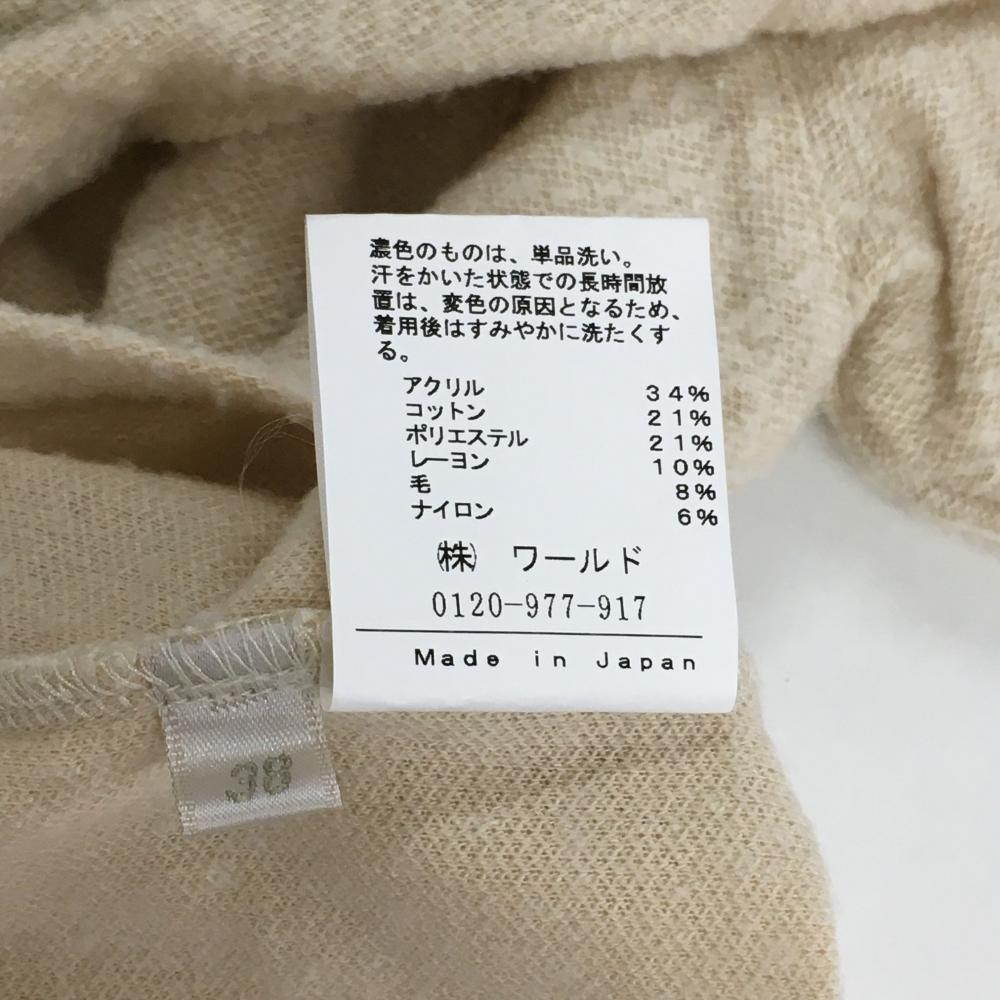 濃色のものは、単品洗い。
汗をかいた状態での長時間放
置は、変色の原因となるため、
着用後はすみやかに洗たくす
る。
アクリル 34%
コットン 21%
ポリエステル 21%
レーヨン 10%
毛 8%
ナイロン 6%
㈱ ワールド
0120-977-917
Made in Japan
38